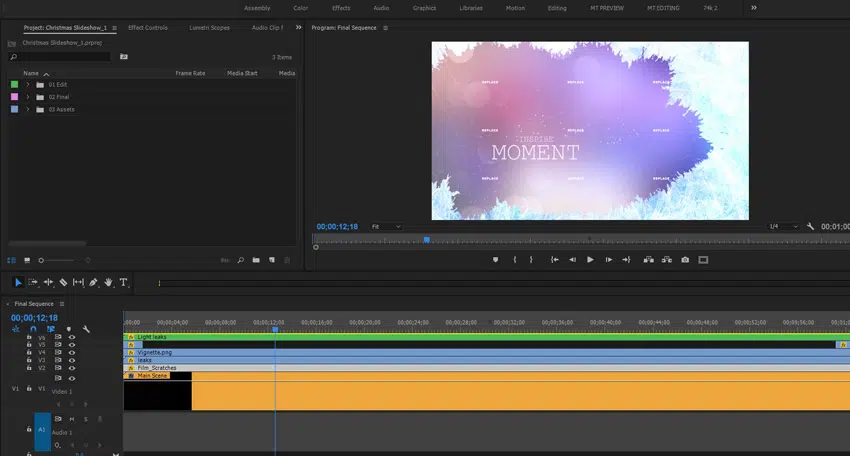 Assembly Color Effects Audio Graphics Libraries Motion Editing MT PREVIEW MT EDITING
Project: Christmas Slideshow_1 Effect Controls Lumetri Scopes Audio Clip
Program: Final Sequence
Christmas Slideshow_1.prproj
3 Items
Name Frame Rate Media Start Media
01 Edit
02 Final
03 Assets
REPLACE REPLACE REPLACE
REPLACE REPLACE REPLACE
INSPIRE
MOMENT
REPLACE REPLACE REPLACE
00;00;12;18 Fit 1/4 00;01;00
Final Sequence
00;00;12;18
;00;00 00;00;04;00 00;00;08;00 00;00;12;00 00;00;16;00 00;00;20;00 00;00;24;00 00;00;28;00 00;00;32;00 00;00;36;00 00;00;40;00 00;00;44;00 00;00;48;00 00;00;52;00 00;00;56;00 00;01;0
V6 Light leaks
V5
V4 Vignette.png
V3 leaks
V2 Film_Scratches
Main Scene
V1 V1 Video 1
A1 M S
Audio 1